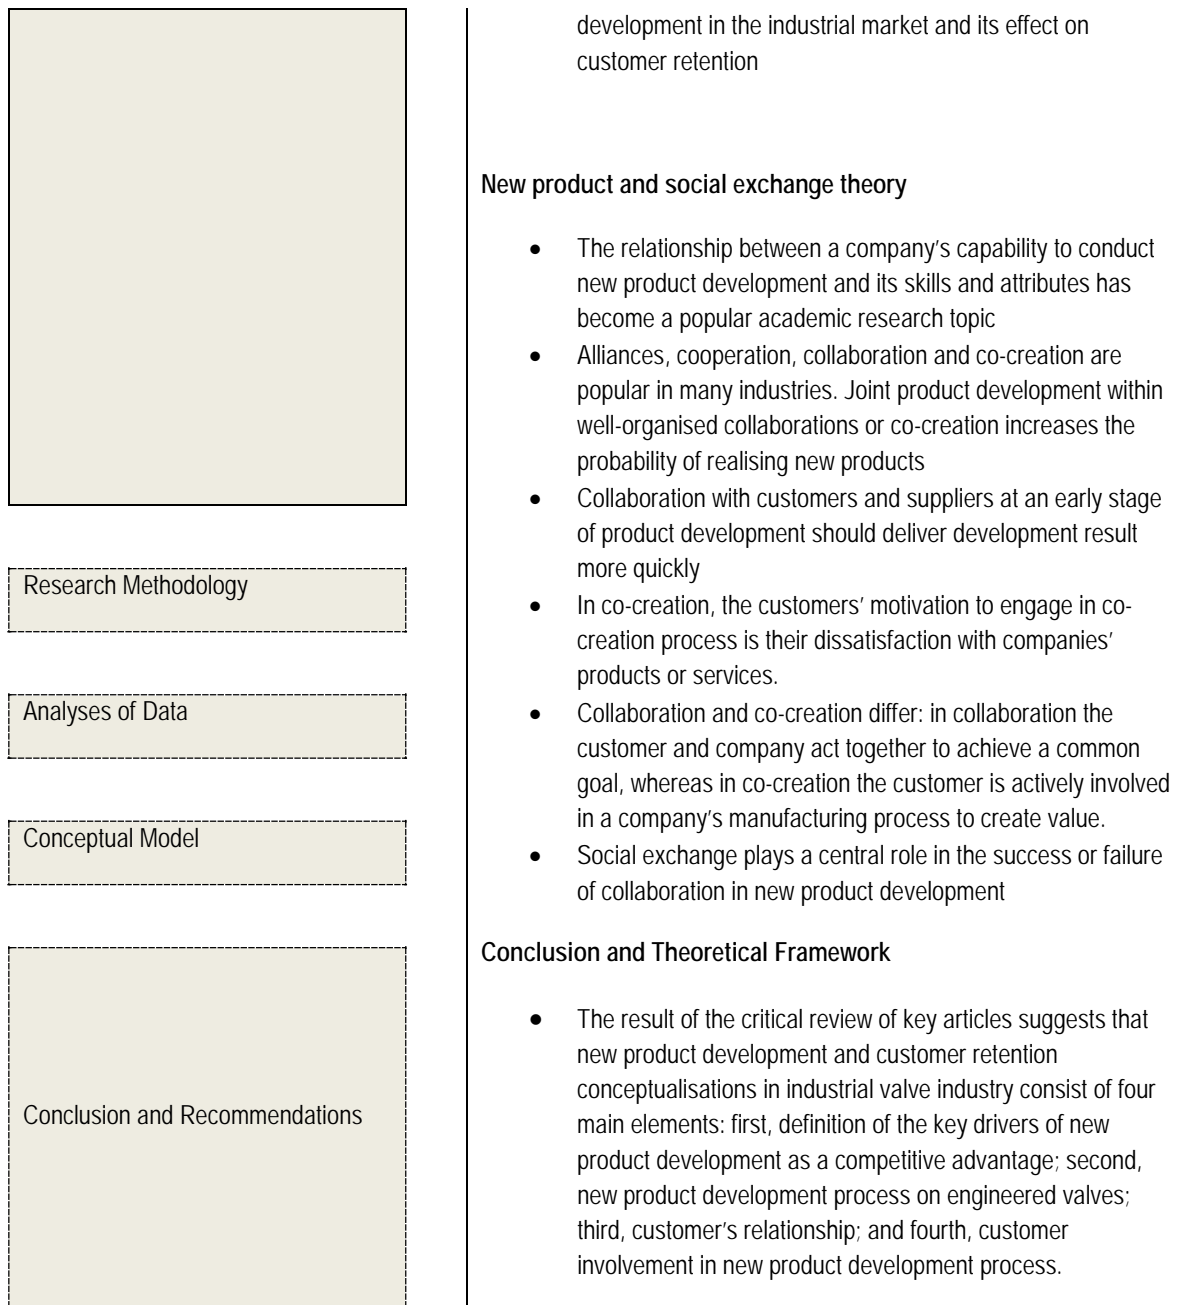 development in the industrial market and its effect on
customer retention
New product and social exchange theory
• The relationship between a company's capability to conduct
new product development and its skills and attributes has
become a popular academic research topic
• Alliances, cooperation, collaboration and co-creation are
popular in many industries. Joint product development within
well-organised collaborations or co-creation increases the
probability of realising new products
• Collaboration with customers and suppliers at an early stage
of product development should deliver development result
more quickly
• In co-creation, the customers' motivation to engage in co-
creation process is their dissatisfaction with companies'
products or services.
• Collaboration and co-creation differ: in collaboration the
customer and company act together to achieve a common
goal, whereas in co-creation the customer is actively involved
in a company's manufacturing process to create value.
• Social exchange plays a central role in the success or failure
of collaboration in new product development
Conclusion and Theoretical Framework
• The result of the critical review of key articles suggests that
new product development and customer retention
conceptualisations in industrial valve industry consist of four
main elements: first, definition of the key drivers of new
product development as a competitive advantage; second,
new product development process on engineered valves;
third, customer's relationship; and fourth, customer
involvement in new product development process.
Research Methodology
Analyses of Data
Conceptual Model
Conclusion and Recommendations